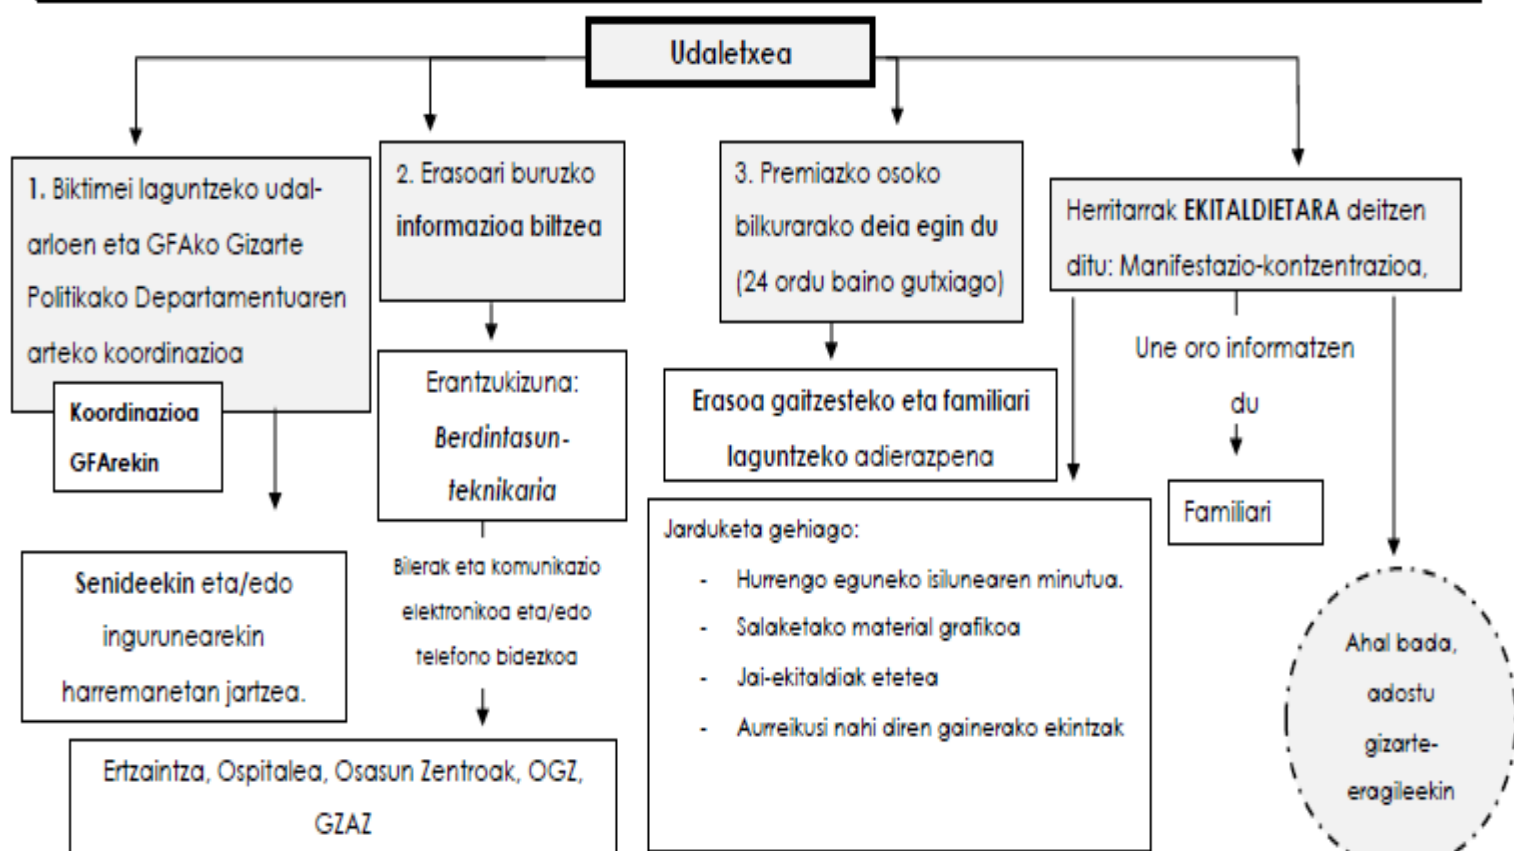 Udaletxea
1. Biktimei laguntzeko udal-
arloen eta GFAko Gizarte
Politikako Departamentuaren
arteko koordinazioa
Koordinazioa
GFArekin
Senideekin eta/edo
ingurunearekin
harremanetan jartzea.
2. Erasoari buruzko
informazioa biltzea
Erantzukizuna:
Berdintasun-
teknikaria
Bilerak eta komunikazio
elektronikoa eta/edo
telefono bidezkoa
Ertzaintza, Ospitalea, Osasun Zentroak, OGZ,
GZAZ
3. Premiazko osoko
bilkurarako deia egin du
(24 ordu baino gutxiago)
Erasoa gaitzesteko eta familiari
laguntzeko adierazpena
Herritarrak EKITALDIETARA deitzen
ditu: Manifestazio-kontzentrazioa,
Jarduketa gehiago:
- Hurrengo eguneko isilunearen minutua.
- Salaketako material grafikoa
- Jai-ekitaldiak etetea
- Aurreikusi nahi diren gainerako ekintzak
Une oro informatzen
du
Familiari
Ahal bada,
adostu
gizarte-
eragileekin